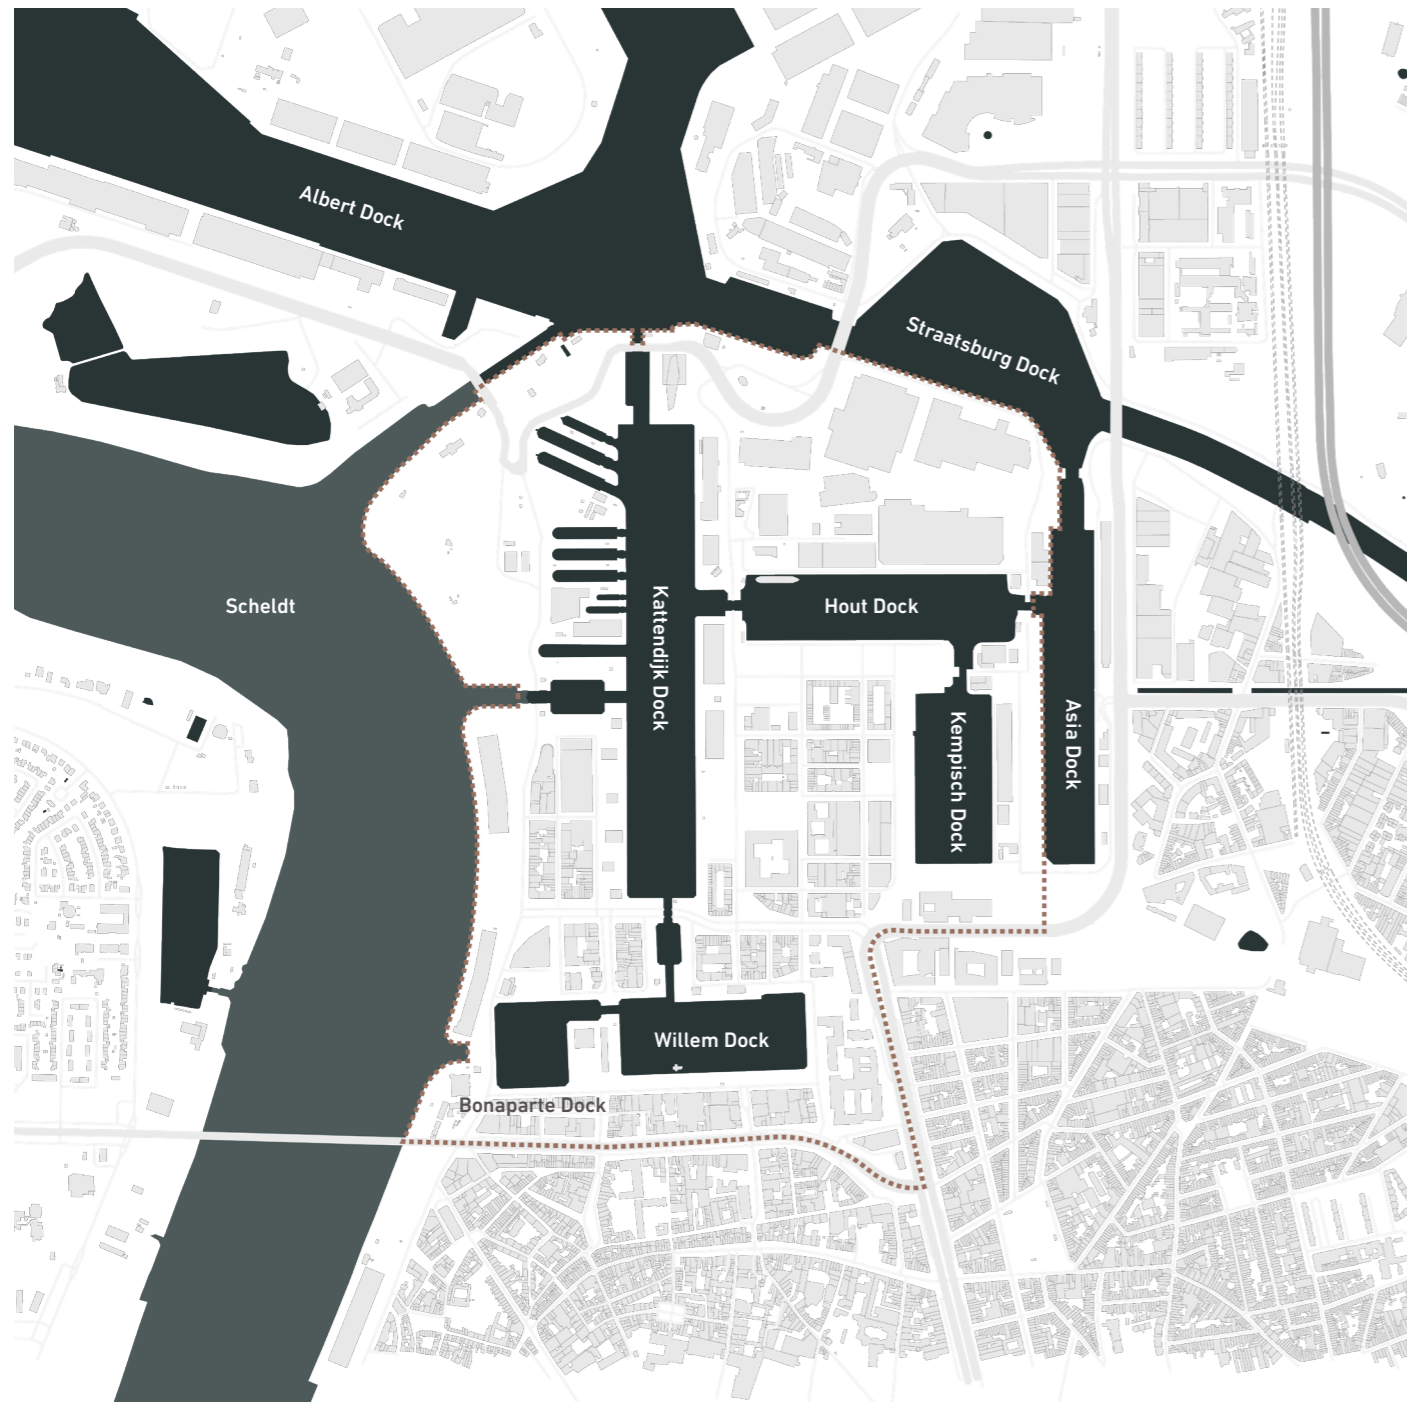 Albert Dock
Straatsburg Dock
Scheldt
Kattendijk Dock
Hout Dock
Kempisch Dock
Asia Dock
Willem Dock
Bonaparte Dock